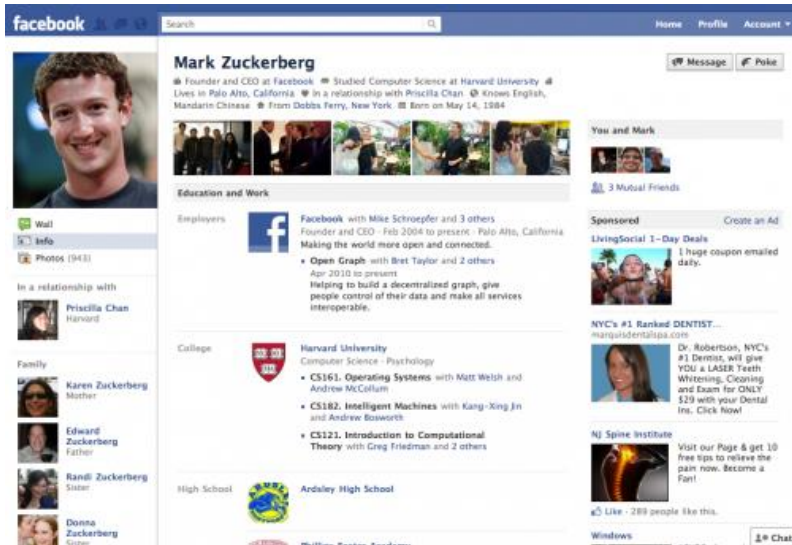 facebook
Search
Home Profile Account
Mark Zuckerberg
Message Poke
Founder and CEO at Facebook Studied Computer Science at Harvard University
Lives in Palo Alto, California In a relationship with Priscilla Chan Knows English,
Mandarin Chinese From Dobbs Ferry, New York Born on May 14, 1984
Wall
Info
Photos (943)
In a relationship with
Priscilla Chan
Harvard
Family
Karen Zuckerberg
Mother
Edward
Zuckerberg
Father
Randi Zuckerberg
Sister
Donna
Zuckerberg
Sister
Education and Work
Employers
Facebook with Mike Schroepfer and 3 others
Founder and CEO · Feb 2004 to present · Palo Alto, California
Making the world more open and connected.
• Open Graph with Bret Taylor and 2 others
Apr 2010 to present
Helping to build a decentralized graph, give
people control of their data and make all services
interoperable.
College
Harvard University
Computer Science · Psychology
• CS161. Operating Systems with Matt Welsh and
Andrew McCollum
• CS182. Intelligent Machines with Kang-Xing Jin
and Andrew Bosworth
• CS121. Introduction to Computational
Theory with Greg Friedman and 2 others
High School
Ardsley High School
You and Mark
3 Mutual Friends
Sponsored Create an Ad
LivingSocial 1-Day Deals
1 huge coupon emailed
daily.
NYC's #1 Ranked DENTIST...
marquisdentalspa.com
Dr. Robertson, NYC's
#1 Dentist, will give
YOU a LASER Teeth
Whitening, Cleaning
and Exam for ONLY
$29 with your Dental
Ins. Click Now!
NJ Spine Institute
Visit our Page & get 10
free tips to relieve the
pain now. Become a
Fan!
Like · 289 people like this.
Windows
Chat